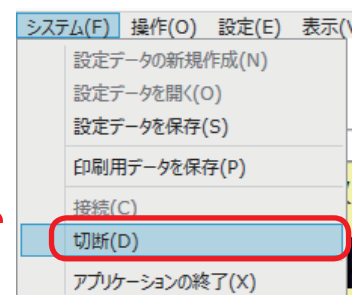 システム(F) 操作(O) 設定(E) 表示(
設定データの新規作成(N)
設定データを開く(O)
設定データを保存(S)
印刷用データを保存(P)
接続(C)
切断(D)
アプリケーションの終了(X)